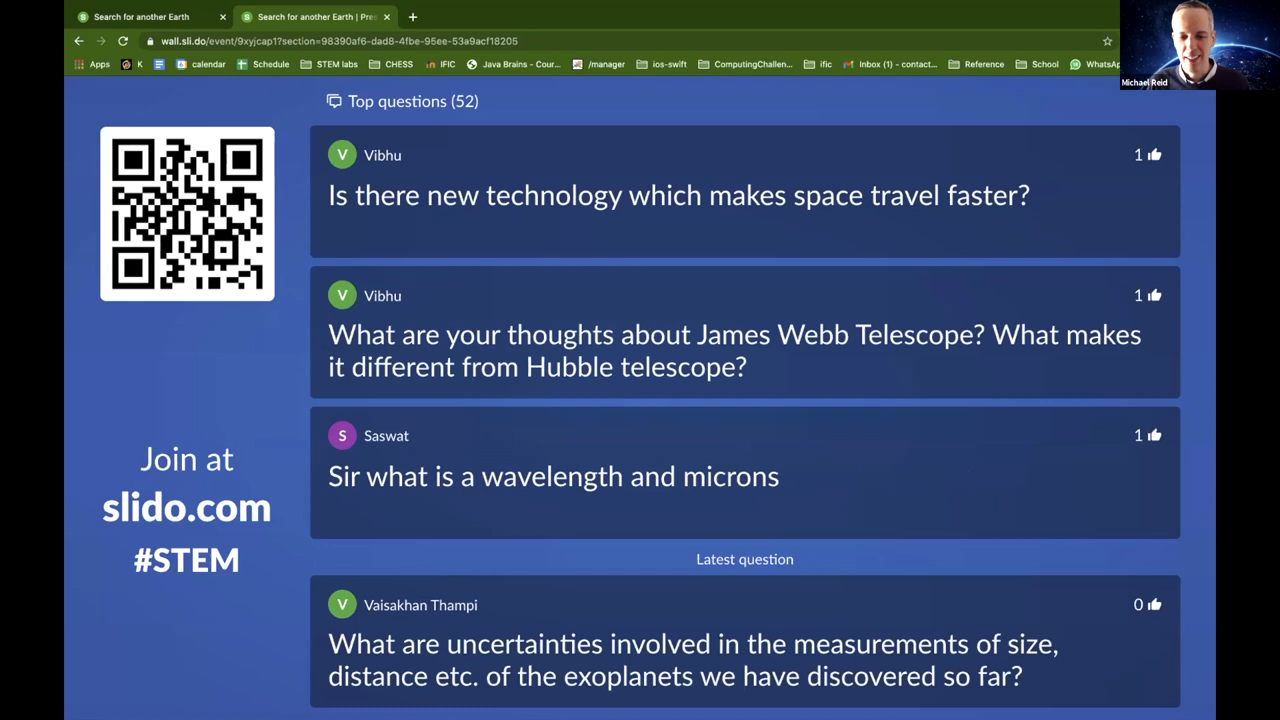 Search for another Earth
Search for another Earth | Pres
wall.sli.do/event/9xyjcap1?section=98390af6-dad8-4fbe-95ee-53a9acf18205
Apps K calendar Schedule STEM labs CHESS IFIC Java Brains - Cour... /manager ios-swift ComputingChallen... ific Inbox (1) - contact... Reference School WhatsAp
Michael Reid
Top questions (52)
V Vibhu 1
Is there new technology which makes space travel faster?
V Vibhu 1
What are your thoughts about James Webb Telescope? What makes
it different from Hubble telescope?
S Saswat 1
Sir what is a wavelength and microns
Join at
slido.com
#STEM
Latest question
V Vaisakhan Thampi 0
What are uncertainties involved in the measurements of size,
distance etc. of the exoplanets we have discovered so far?